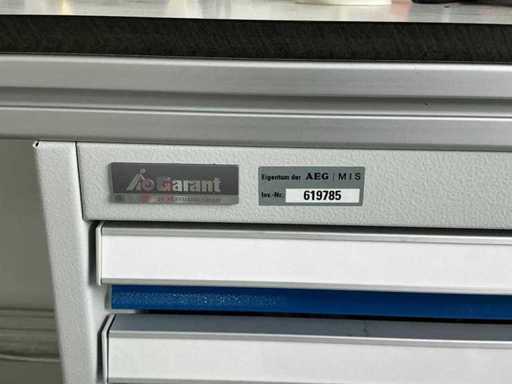 Garant
Eigentum der AEG | MIS
Inv.-Nr. 619785